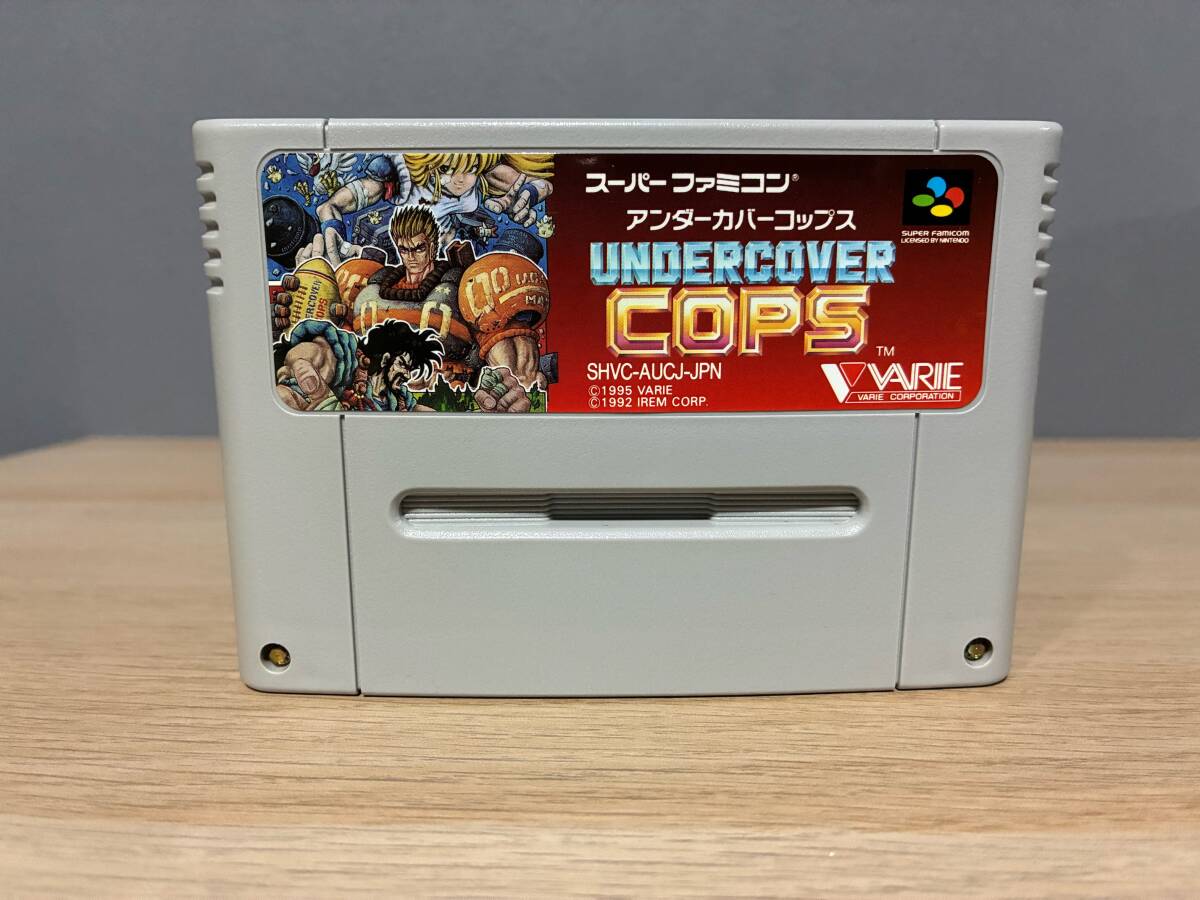 スーパーファミコン®
アンダーカバーコップス
UNDERCOVER
COPS
TM
SHVC-AUCJ-JPN
©1995 VARIE
©1992 IREM CORP.
SUPER FAMICOM
LICENSED BY NINTENDO
VARIE
VARIE CORPORATION